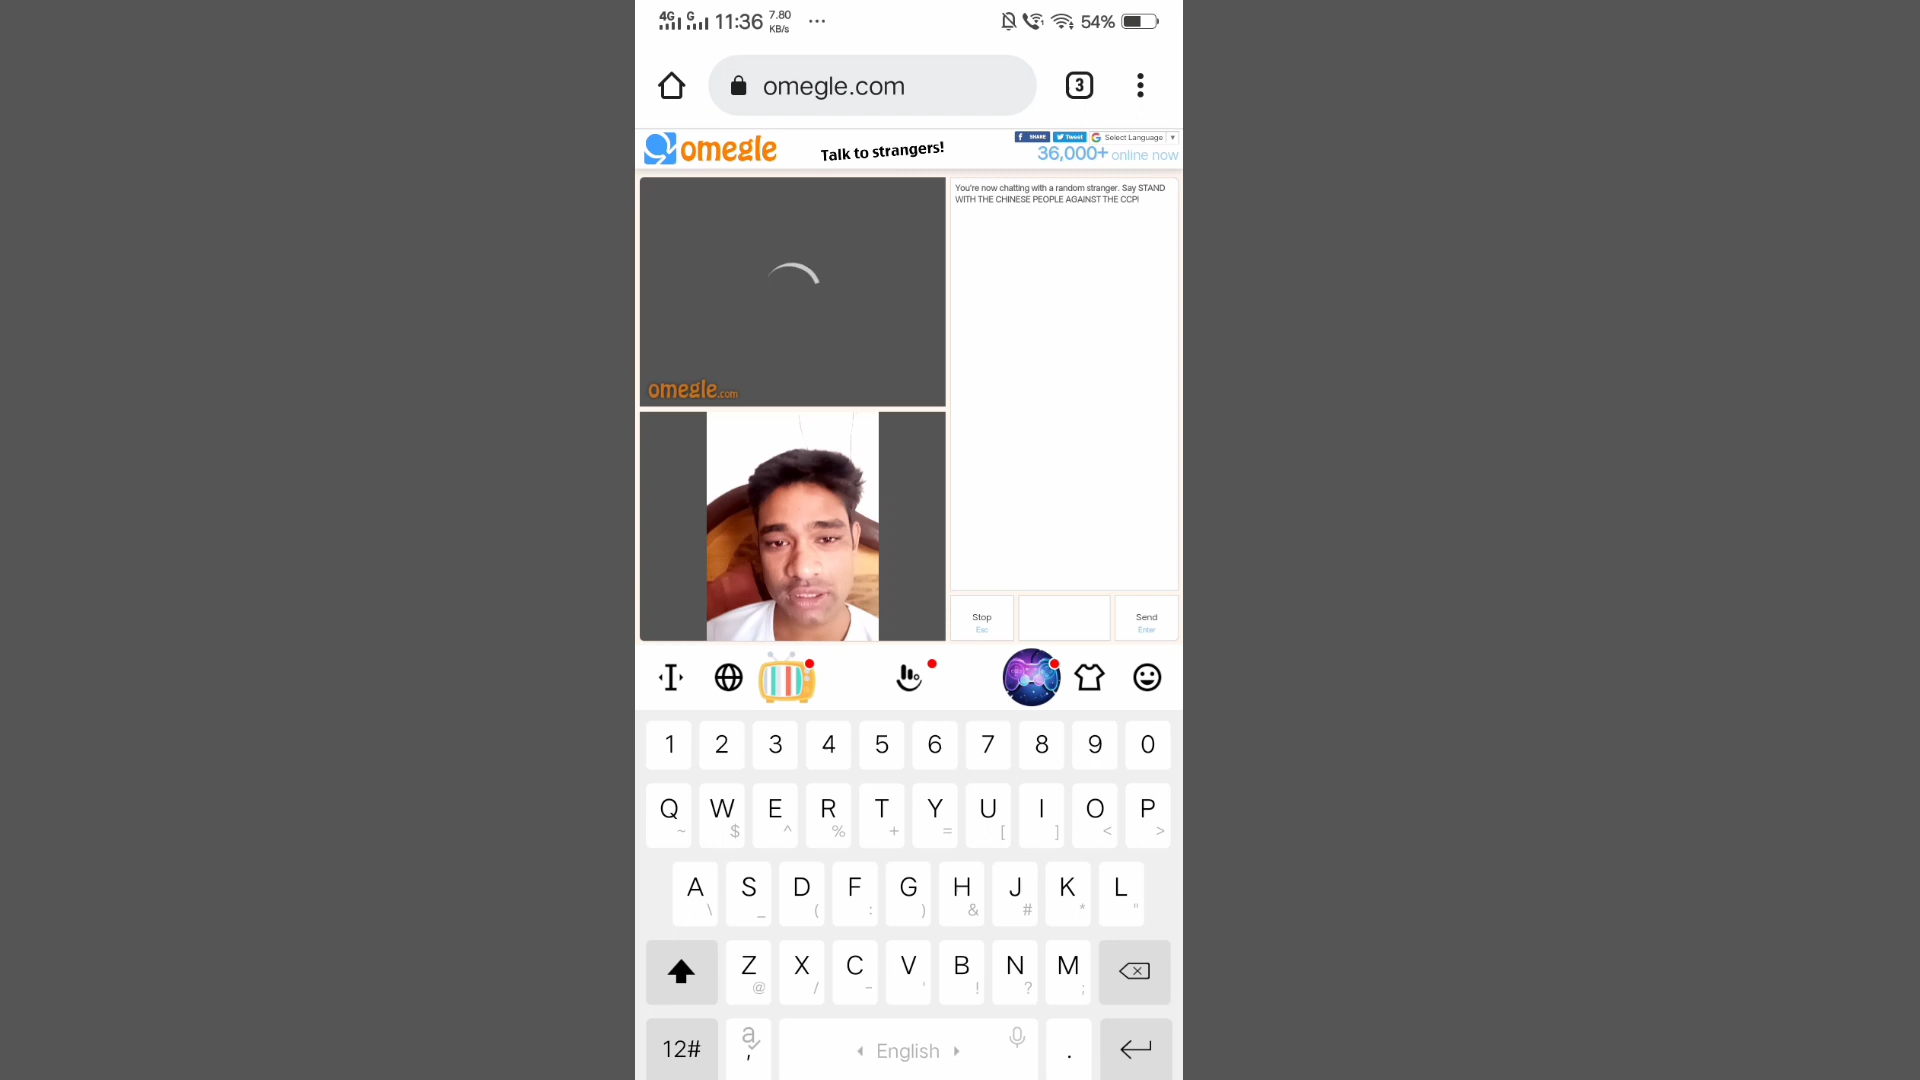 4G G 11:36 7.80 KB/s ... 54%
omegle.com 3
omegle Talk to strangers! SHARE Tweet Select Language
36,000+ online now
You're now chatting with a random stranger. Say STAND
WITH THE CHINESE PEOPLE AGAINST THE CCP!
omegle.com
Stop Send
Esc Enter
1 2 3 4 5 6 7 8 9 0
Q W E R T Y U I O P
~ $ ^ % + = [ ] < >
A S D F G H J K L
\ _ ( : ) & # * "
Z X C V B N M
@ / - ' ! ? ;
12# a , English .